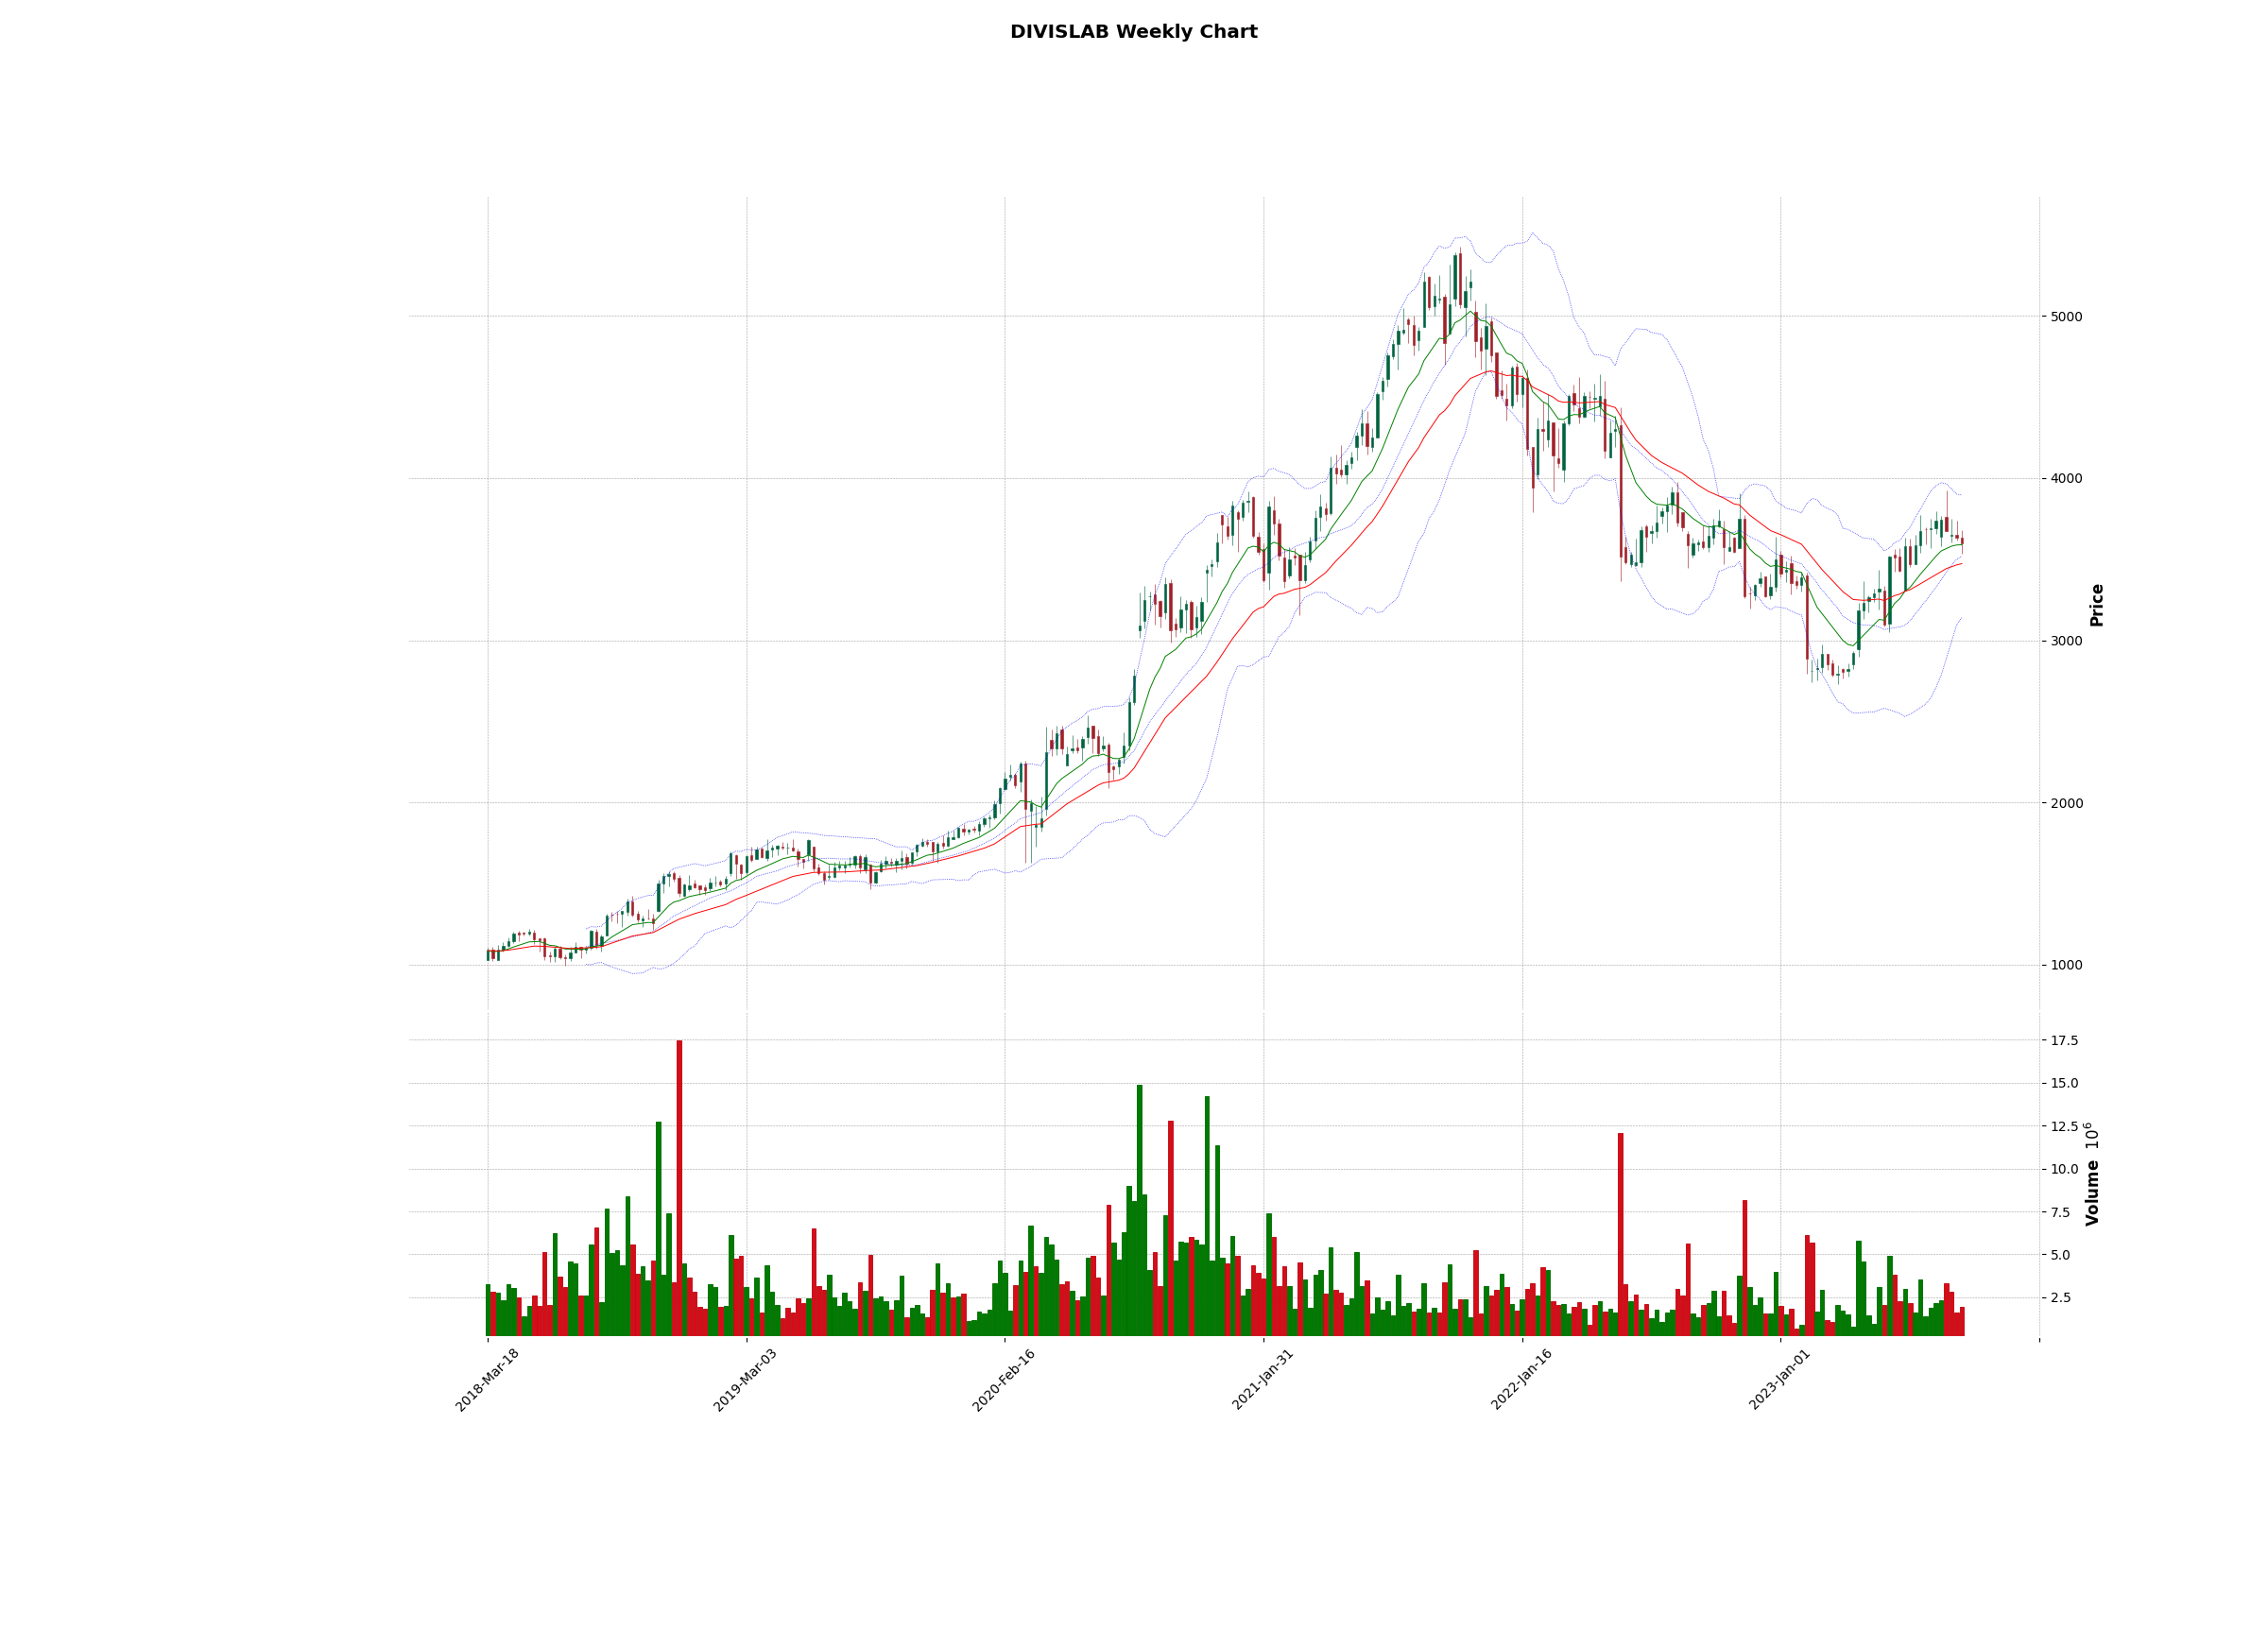 DIVISLAB Weekly Chart
5000
4000
3000
2000
1000
Price
17.5
15.0
12.5
10.0
7.5
5.0
2.5
Volume 10⁶
2018-Mar-18
2019-Mar-03
2020-Feb-16
2021-Jan-31
2022-Jan-16
2023-Jan-01